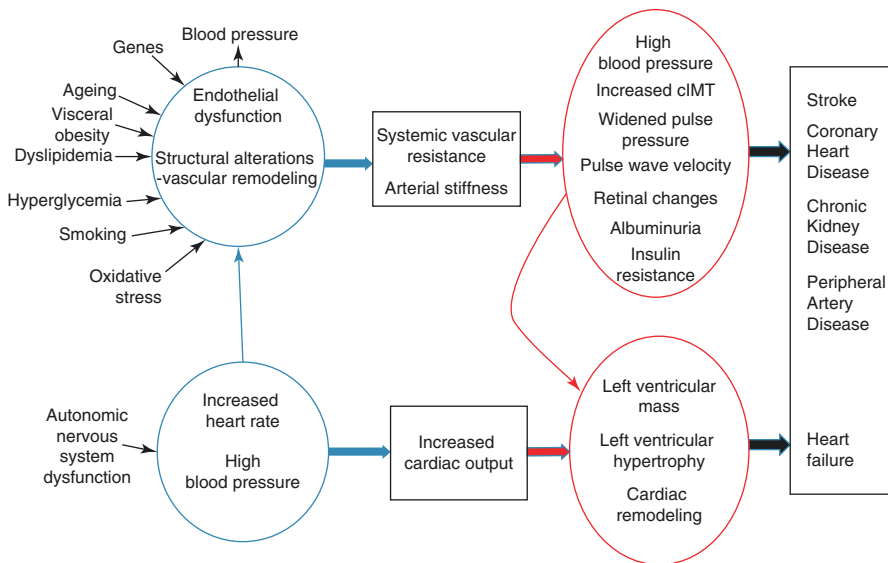 Blood pressure
Genes
Ageing
Visceral
obesity
Dyslipidemia
Hyperglycemia
Smoking
Oxidative
stress
Endothelial
dysfunction
Structural alterations
-vascular remodeling
Systemic vascular
resistance
Arterial stiffness
High
blood pressure
Increased cIMT
Widened pulse
pressure
Pulse wave velocity
Retinal changes
Albuminuria
Insulin
resistance
Stroke
Coronary
Heart
Disease
Chronic
Kidney
Disease
Peripheral
Artery
Disease
Autonomic
nervous
system
dysfunction
Increased
heart rate
High
blood pressure
Increased
cardiac output
Left ventricular
mass
Left ventricular
hypertrophy
Cardiac
remodeling
Heart
failure